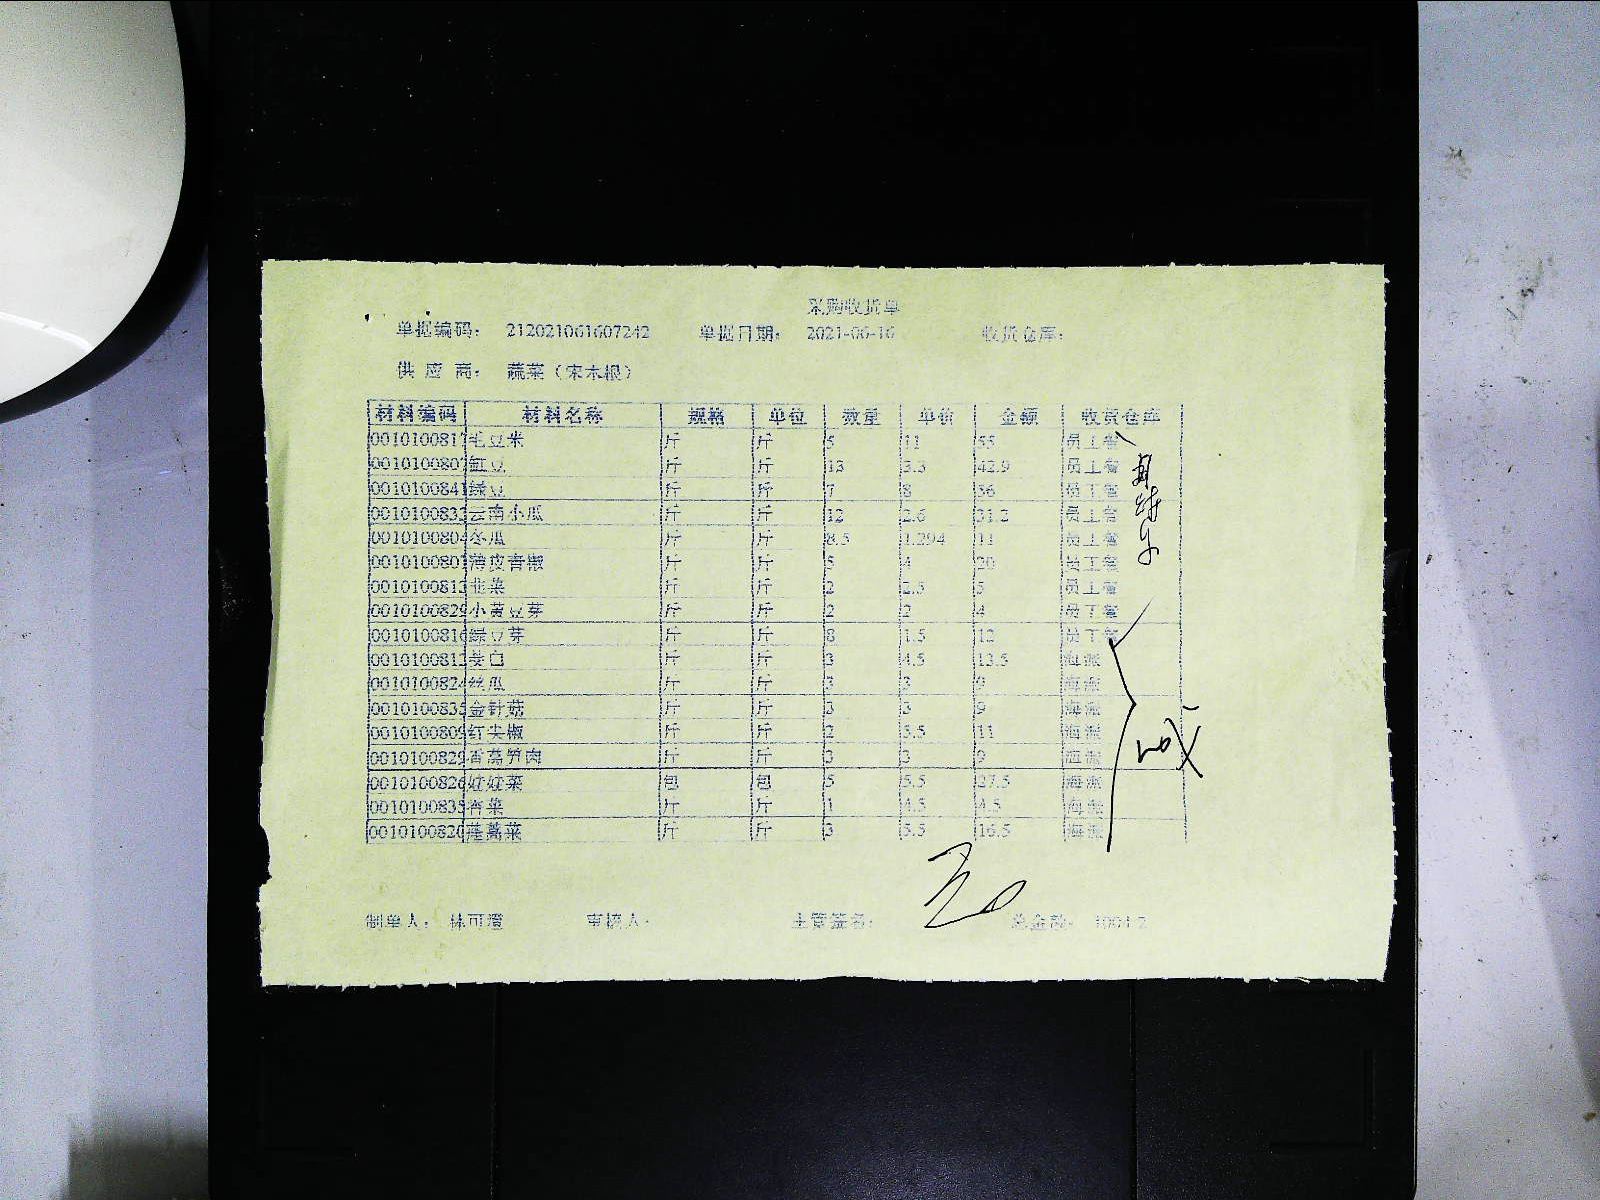 采购收货单
单据编码： 212021061607242 单据日期： 2021-06-16 收货仓库：
供 应 商： 蔬菜（宋木根）
材料编码 材料名称 规格 单位 数量 单价 金额 收货仓库
0010100817 毛豆米 斤 斤 5 11 55 员工餐
0010100807 缸豆 斤 斤 13 3.3 42.9 员工餐
0010100841 绿豆 斤 斤 7 8 56 员工餐
0010100832 云南小瓜 斤 斤 12 2.6 31.2 员工餐
0010100804 冬瓜 斤 斤 8.5 1.294 11 员工餐
0010100807 薄皮青椒 斤 斤 5 4 20 员工餐
0010100813 韭菜 斤 斤 2 2.5 5 员工餐
0010100829 小黄豆芽 斤 斤 2 2 4 员工餐
0010100816 绿豆芽 斤 斤 8 1.5 12 员工餐
0010100812 茭白 斤 斤 3 4.5 13.5 海派
0010100824 丝瓜 斤 斤 3 3 9 海派
0010100835 金针菇 斤 斤 3 3 9 海派
0010100809 红尖椒 斤 斤 2 5.5 11 海派
0010100829 香莴笋肉 斤 斤 3 3 9 海派
0010100826 娃娃菜 包 包 5 5.5 27.5 海派
0010100835 香菜 斤 斤 1 4.5 4.5 海派
0010100820 蓬蒿菜 斤 斤 3 5.5 16.5 海派
制单人： 林可澄 审核人： 主管签名： 总金额：